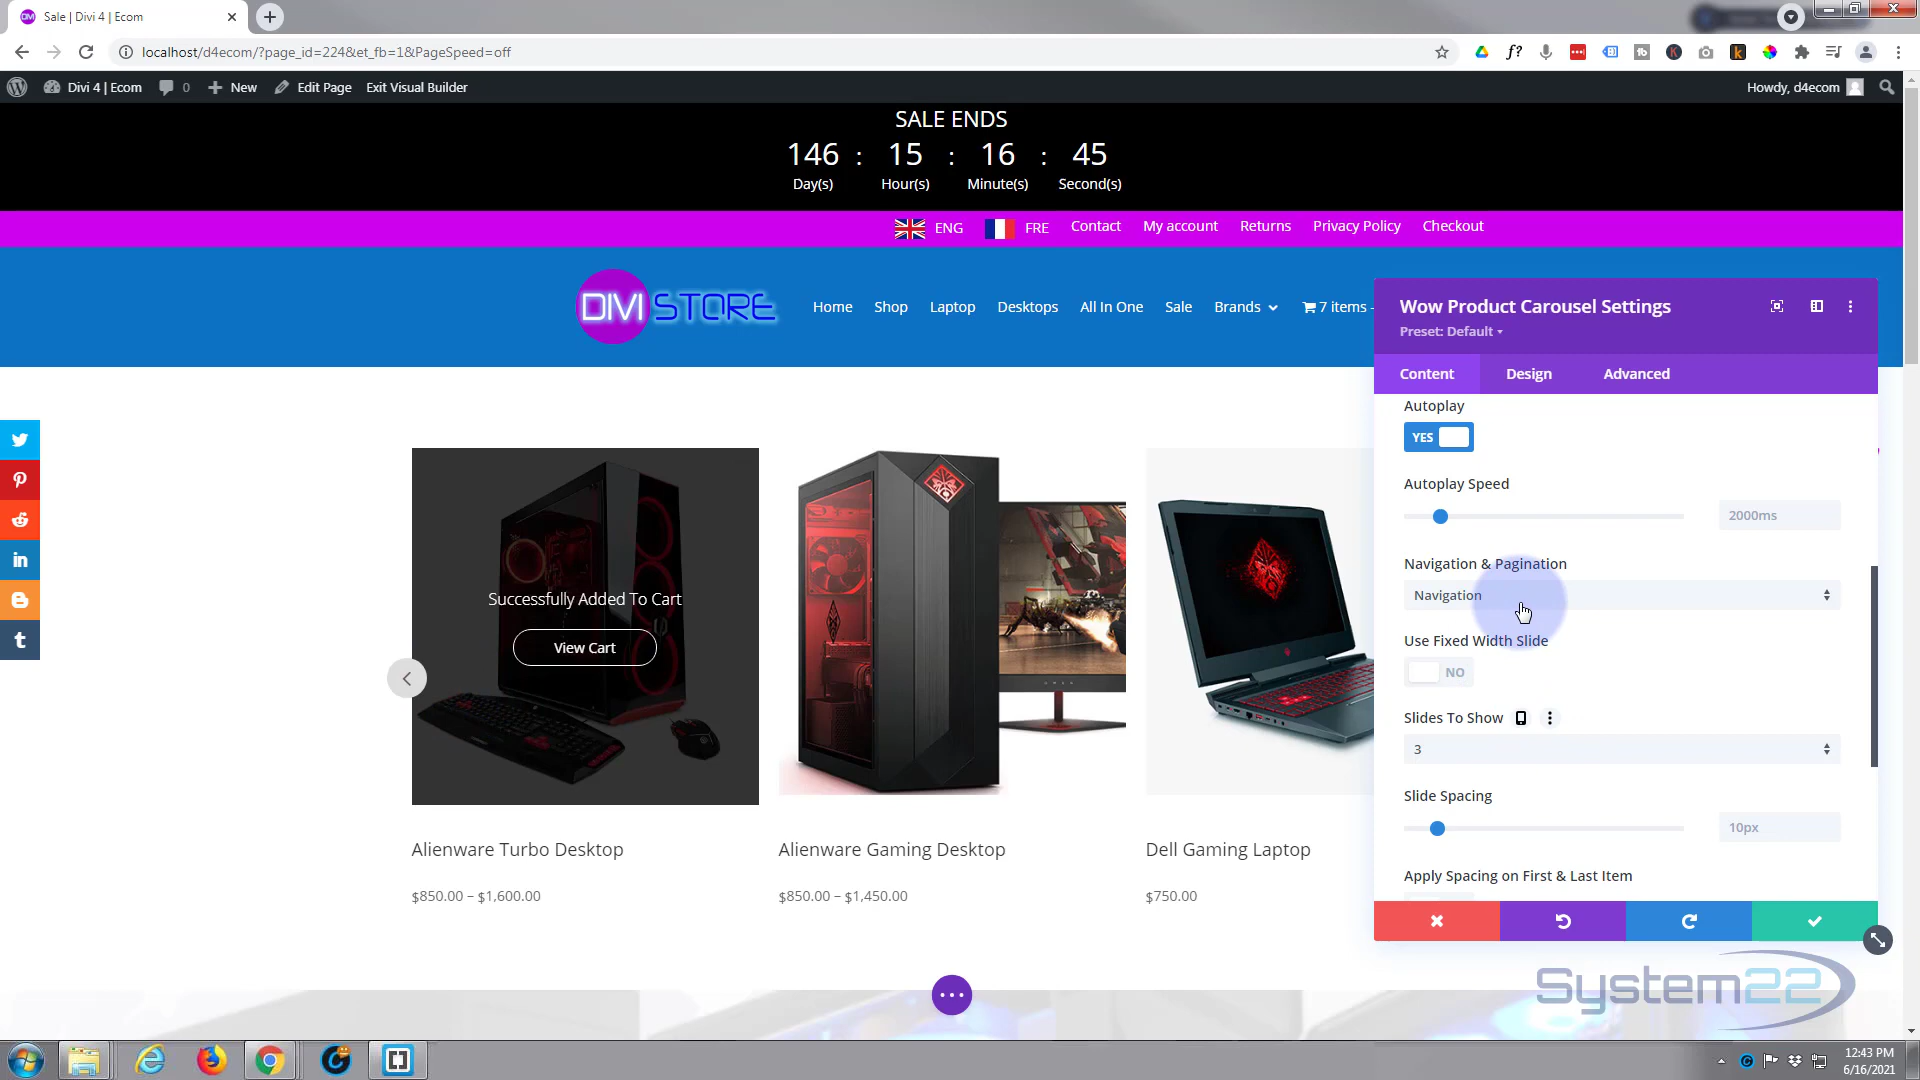 Sale | Divi 4 | Ecom
localhost/d4ecom/?page_id=224&et_fb=1&PageSpeed=off
Divi 4 | Ecom
0
New
Edit Page
Exit Visual Builder
Howdy, d4ecom
SALE ENDS
146 : 15 : 16 : 45
Day(s) Hour(s) Minute(s) Second(s)
ENG FRE Contact My account Returns Privacy Policy Checkout
DIVI STORE
Home Shop Laptop Desktops All In One Sale Brands 7 items -
Wow Product Carousel Settings
Preset: Default
Content Design Advanced
Autoplay
YES
Autoplay Speed
2000ms
Navigation & Pagination
Navigation
Use Fixed Width Slide
NO
Slides To Show
3
Slide Spacing
10px
Apply Spacing on First & Last Item
Successfully Added To Cart
View Cart
Alienware Turbo Desktop
$850.00 – $1,600.00
Alienware Gaming Desktop
$850.00 – $1,450.00
Dell Gaming Laptop
$750.00
System22
12:43 PM
6/16/2021